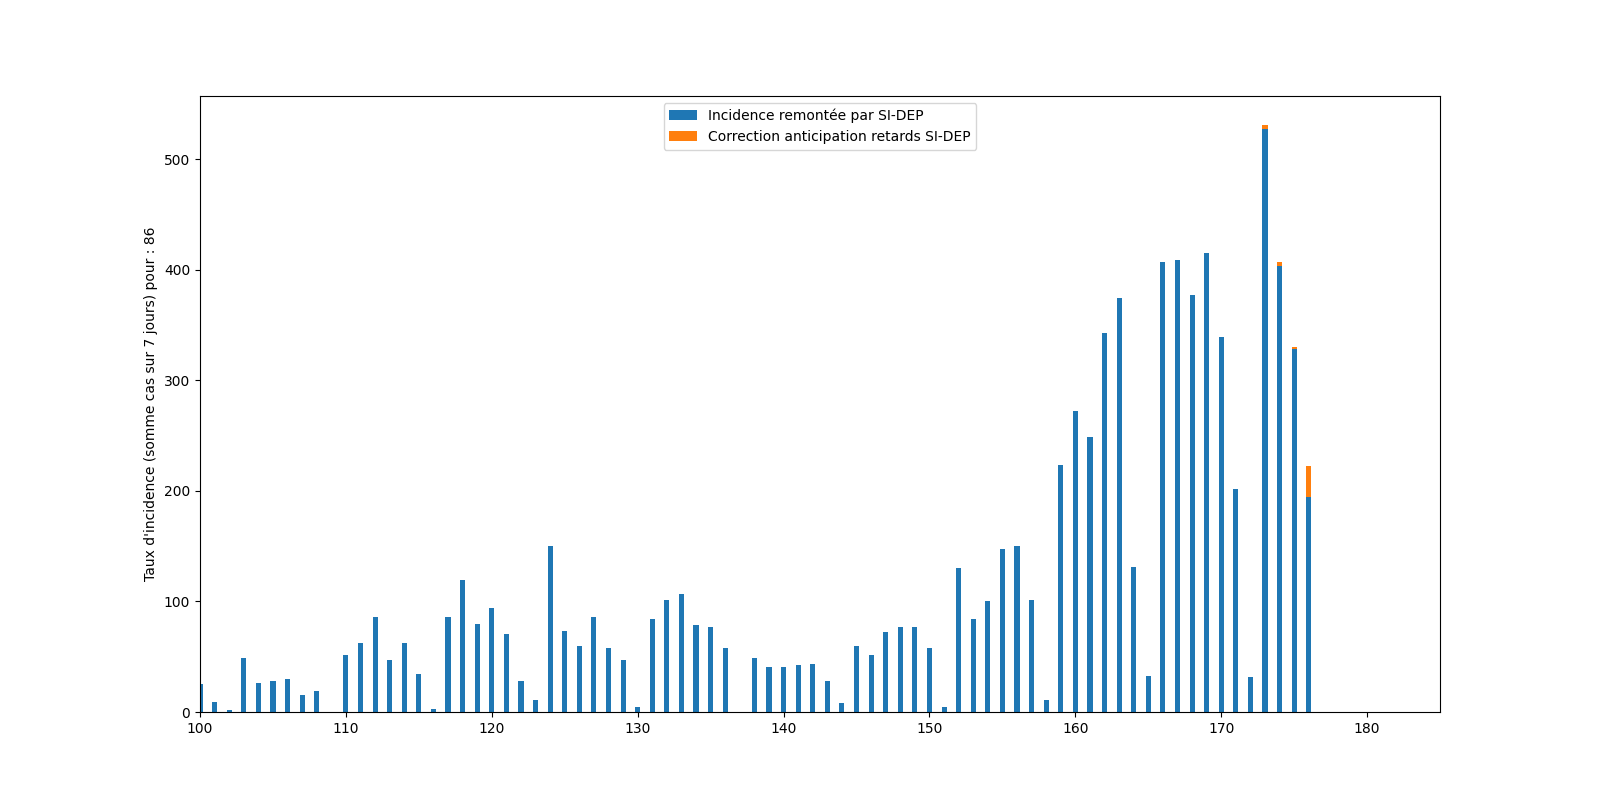 Incidence remontée par SI-DEP
Correction anticipation retards SI-DEP
Taux d'incidence (somme cas sur 7 jours) pour : 86
500
400
300
200
100
0
100 110 120 130 140 150 160 170 180